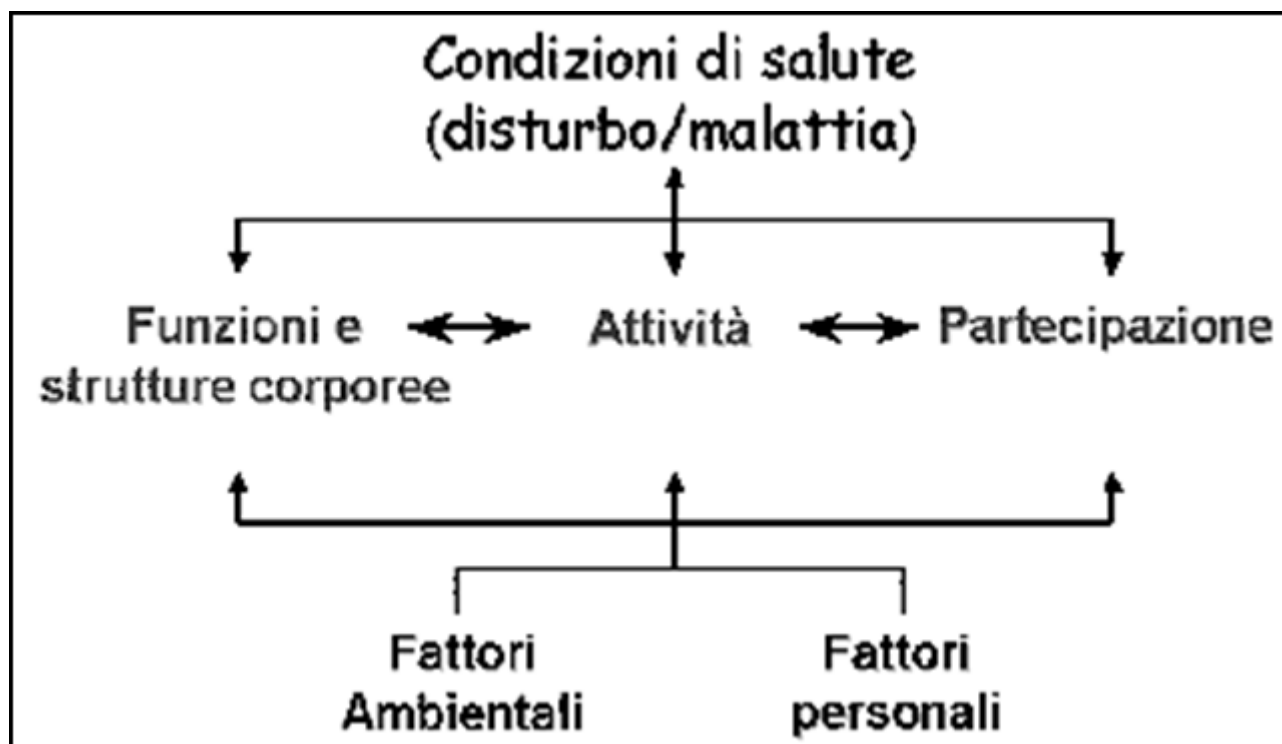 Condizioni di salute
(disturbo/malattia)
Funzioni e
strutture corporee
Attività
Partecipazione
Fattori
Ambientali
Fattori
personali